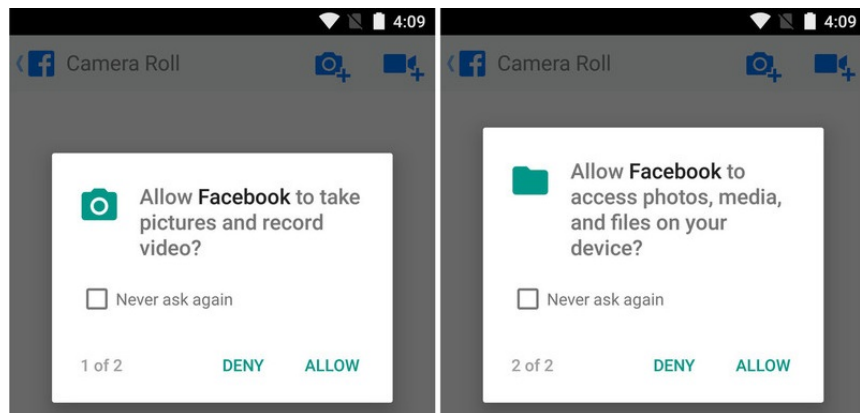 4:09
Camera Roll
Allow Facebook to take
pictures and record
video?
Never ask again
1 of 2 DENY ALLOW
4:09
Camera Roll
Allow Facebook to
access photos, media,
and files on your
device?
Never ask again
2 of 2 DENY ALLOW